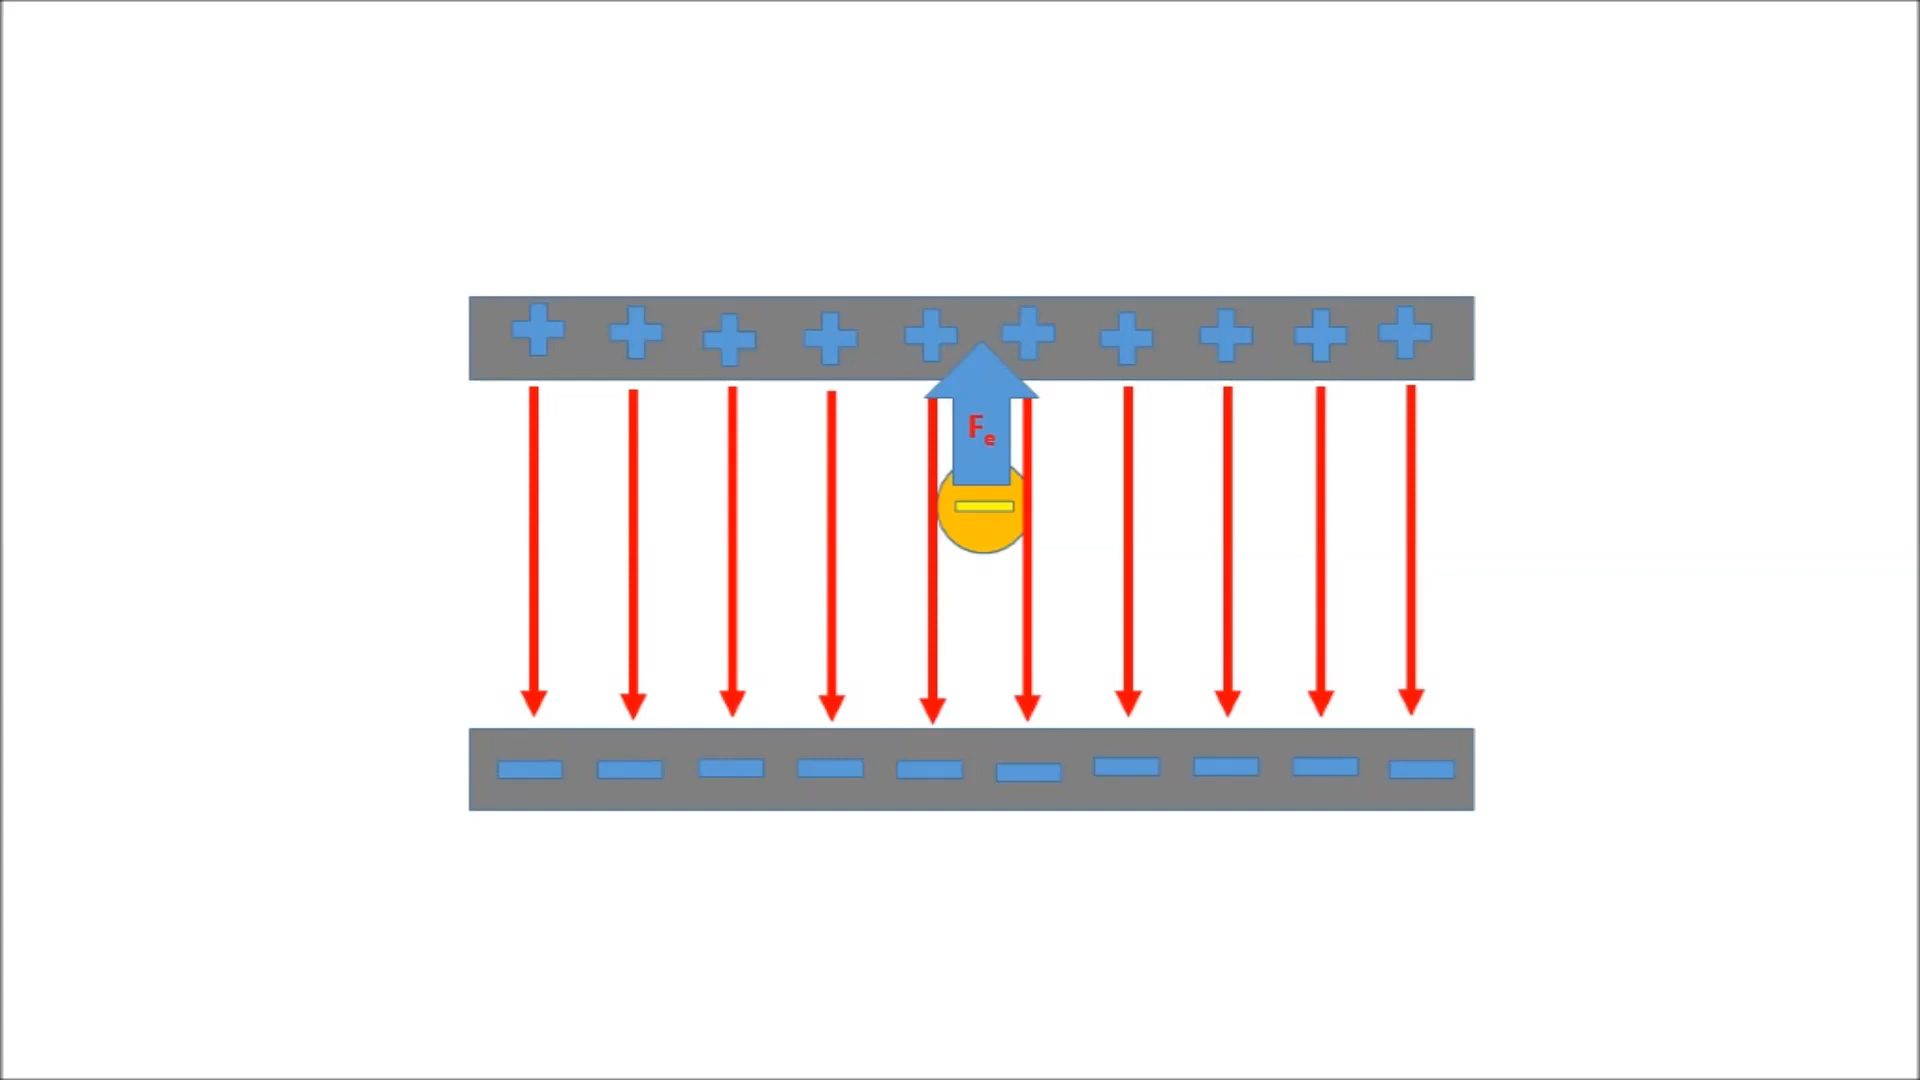 + + + + + + + + + +
Fₑ
−
− − − − − − − − − −